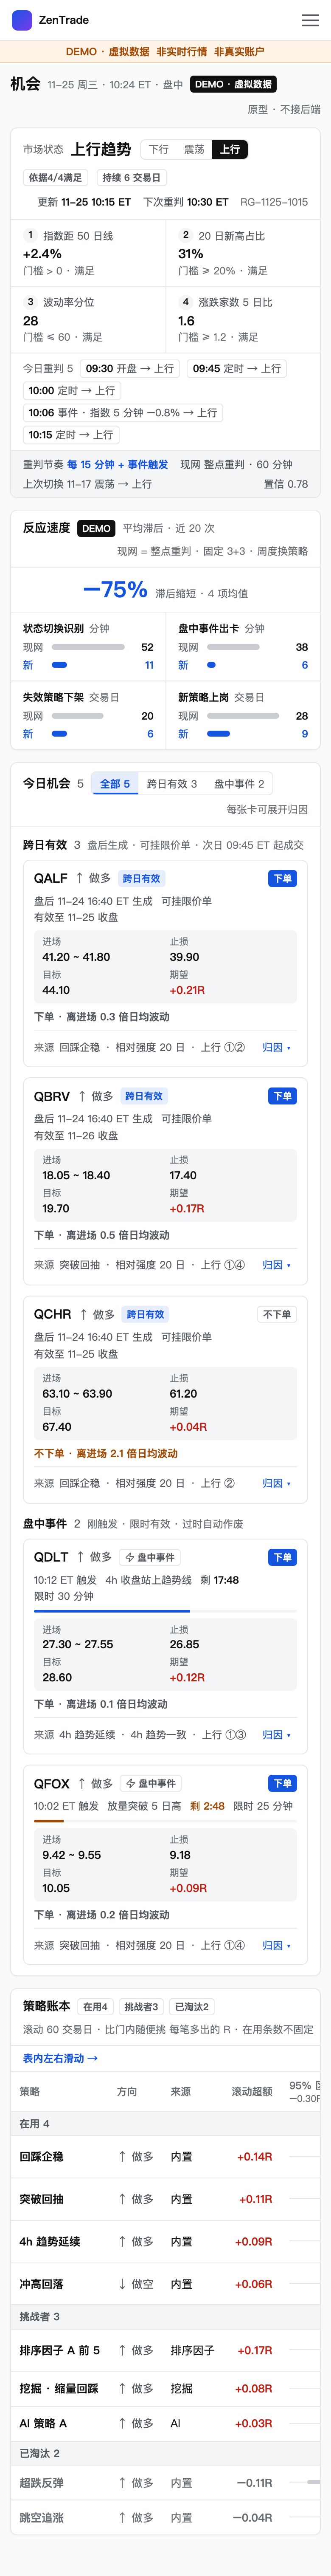 ZenTrade
DEMO · 虚拟数据 非实时行情 非真实账户
机会 11–25 周三 · 10:24 ET · 盘中 DEMO · 虚拟数据
原型 · 不接后端
市场状态 上行趋势 下行 震荡 上行
依据4/4满足 持续 6 交易日
更新 11–25 10:15 ET 下次重判 10:30 ET RG–1125–1015
1 指数距 50 日线
+2.4%
门槛 > 0 · 满足
2 20 日新高占比
31%
门槛 ≥ 20% · 满足
3 波动率分位
28
门槛 ≤ 60 · 满足
4 涨跌家数 5 日比
1.6
门槛 ≥ 1.2 · 满足
今日重判 5 09:30 开盘 → 上行 09:45 定时 → 上行
10:00 定时 → 上行
10:06 事件 · 指数 5 分钟 −0.8% → 上行
10:15 定时 → 上行
重判节奏 每 15 分钟 + 事件触发 现网 整点重判 · 60 分钟
上次切换 11–17 震荡 → 上行 置信 0.78
反应速度 DEMO 平均滞后 · 近 20 次
现网 = 整点重判 · 固定 3+3 · 周度换策略
−75% 滞后缩短 · 4 项均值
状态切换识别 分钟
现网 52
新 11
盘中事件出卡 分钟
现网 38
新 6
失效策略下架 交易日
现网 20
新 6
新策略上岗 交易日
现网 28
新 9
今日机会 5 全部 5 跨日有效 3 盘中事件 2
每张卡可展开归因
跨日有效 3 盘后生成 · 可挂限价单 · 次日 09:45 ET 起成交
QALF ↑ 做多 跨日有效 下单
盘后 11–24 16:40 ET 生成 可挂限价单
有效至 11–25 收盘
进场 止损
41.20 ~ 41.80 39.90
目标 期望
44.10 +0.21R
下单 · 离进场 0.3 倍日均波动
来源 回踩企稳 · 相对强度 20 日 · 上行 ①② 归因 ▾
QBRV ↑ 做多 跨日有效 下单
盘后 11–24 16:40 ET 生成 可挂限价单
有效至 11–26 收盘
进场 止损
18.05 ~ 18.40 17.40
目标 期望
19.70 +0.17R
下单 · 离进场 0.5 倍日均波动
来源 突破回抽 · 相对强度 20 日 · 上行 ①④ 归因 ▾
QCHR ↑ 做多 跨日有效 不下单
盘后 11–24 16:40 ET 生成 可挂限价单
有效至 11–25 收盘
进场 止损
63.10 ~ 63.90 61.20
目标 期望
67.40 +0.04R
不下单 · 离进场 2.1 倍日均波动
来源 回踩企稳 · 相对强度 20 日 · 上行 ② 归因 ▾
盘中事件 2 刚触发 · 限时有效 · 过时自动作废
QDLT ↑ 做多 盘中事件 下单
10:12 ET 触发 4h 收盘站上趋势线 剩 17:48
限时 30 分钟
进场 止损
27.30 ~ 27.55 26.85
目标 期望
28.60 +0.12R
下单 · 离进场 0.1 倍日均波动
来源 4h 趋势延续 · 4h 趋势一致 · 上行 ①③ 归因 ▾
QFOX ↑ 做多 盘中事件 下单
10:02 ET 触发 放量突破 5 日高 剩 2:48 限时 25 分钟
进场 止损
9.42 ~ 9.55 9.18
目标 期望
10.05 +0.09R
下单 · 离进场 0.2 倍日均波动
来源 突破回抽 · 相对强度 20 日 · 上行 ①④ 归因 ▾
策略账本 在用4 挑战者3 已淘汰2
滚动 60 交易日 · 比门内随便挑 每笔多出的 R · 在用条数不固定
表内左右滑动 →
策略 方向 来源 滚动超额 95%
−0.30
在用 4
回踩企稳 ↑ 做多 内置 +0.14R
突破回抽 ↑ 做多 内置 +0.11R
4h 趋势延续 ↑ 做多 内置 +0.09R
冲高回落 ↓ 做空 内置 +0.06R
挑战者 3
排序因子 A 前 5 ↑ 做多 排序因子 +0.17R
挖掘 · 缩量回踩 ↑ 做多 挖掘 +0.08R
AI 策略 A ↑ 做多 AI +0.03R
已淘汰 2
超跌反弹 ↑ 做多 内置 −0.11R
跳空追涨 ↑ 做多 内置 −0.04R